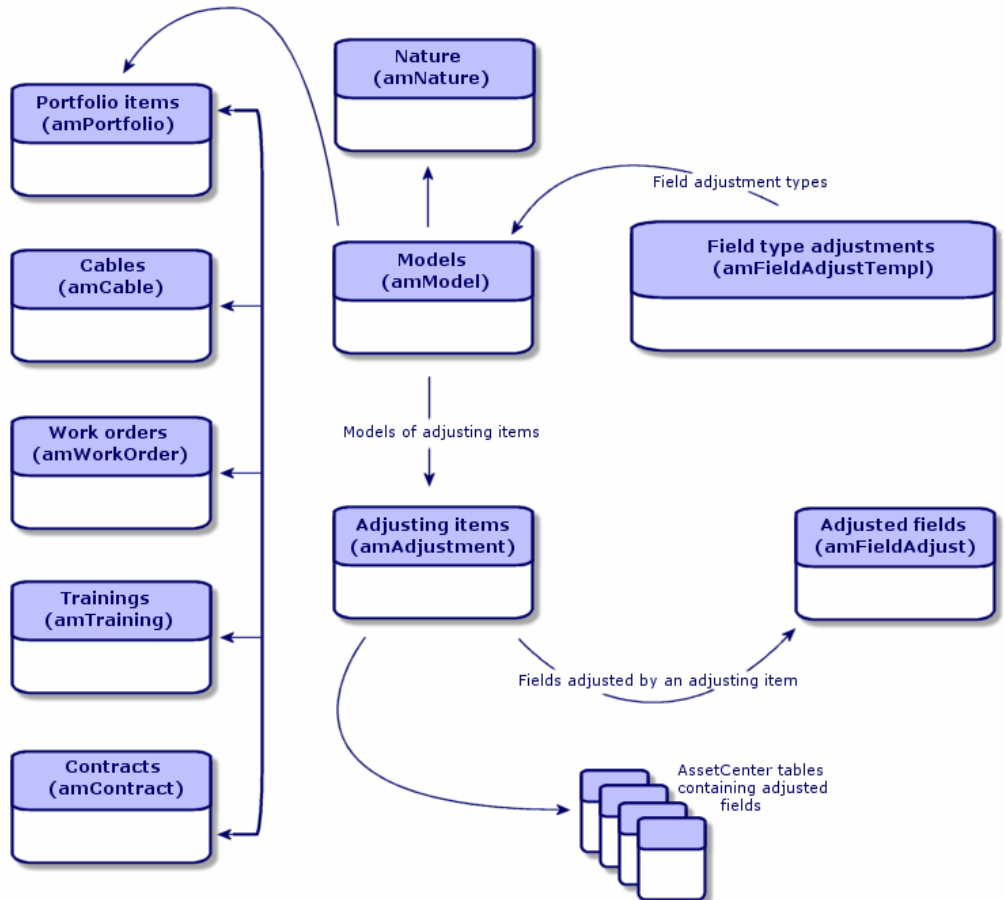 Nature
(amNature)
Portfolio items
(amPortfolio)
Field adjustment types
Field type adjustments
(amFieldAdjustTempl)
Cables
(amCable)
Models
(amModel)
Work orders
(amWorkOrder)
Models of adjusting items
Adjusting items
(amAdjustment)
Adjusted fields
(amFieldAdjust)
Trainings
(amTraining)
Fields adjusted by an adjusting item
Contracts
(amContract)
AssetCenter tables
containing adjusted
fields